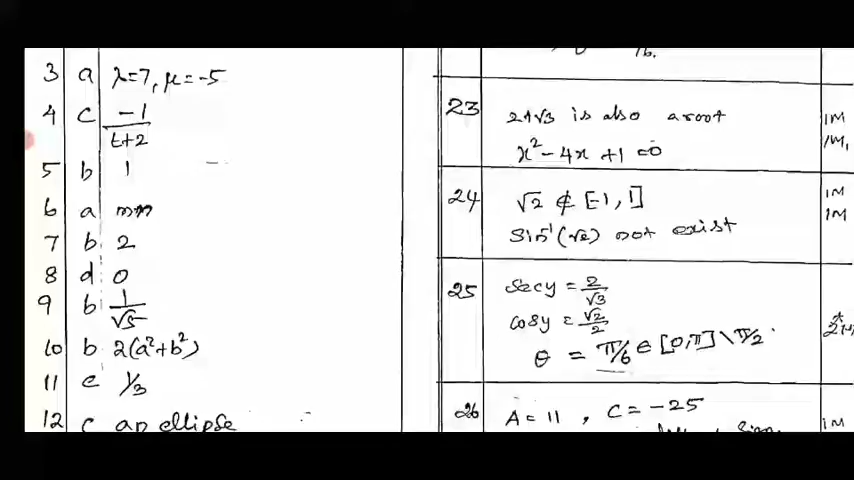 3 a λ=7, μ=-5
4 c -1/(t+2)
5 b 1
6 a
7 b 2
8 d 0
9 b 1/√5
10 b 2(a²+b²)
11 c 1/3
12 c an ellipse
23 2+√3 is also a root 1M
x² - 4x + 1 = 0 1M
24 √2 ∉ [-1, 1] 1M
Sin⁻¹(√2) not exist 1M
25 Secy = 2/√3
cosy = √2/2
θ = π/6 ∈ [0, π] \ π/2
26 A = 11 , C = -25 1M